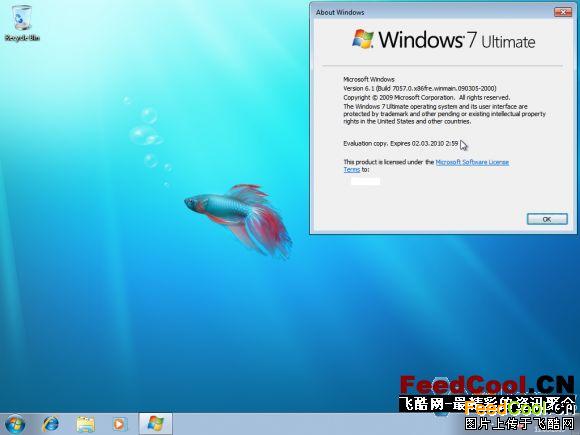 Recycle Bin
About Windows
Windows 7 Ultimate
Microsoft Windows
Version 6.1 (Build 7057.0.x86fre.winmain.090305-2000)
Copyright © 2009 Microsoft Corporation. All rights reserved.
The Windows 7 Ultimate operating system and its user interface are
protected by trademark and other pending or existing intellectual property
rights in the United States and other countries.
Evaluation copy. Expires 02.03.2010 2:59
This product is licensed under the Microsoft Software License
Terms to:
OK
FeedCool.CN
飞酷网-最精彩的资讯聚合
FeedCool.CN
图片上传于飞酷网